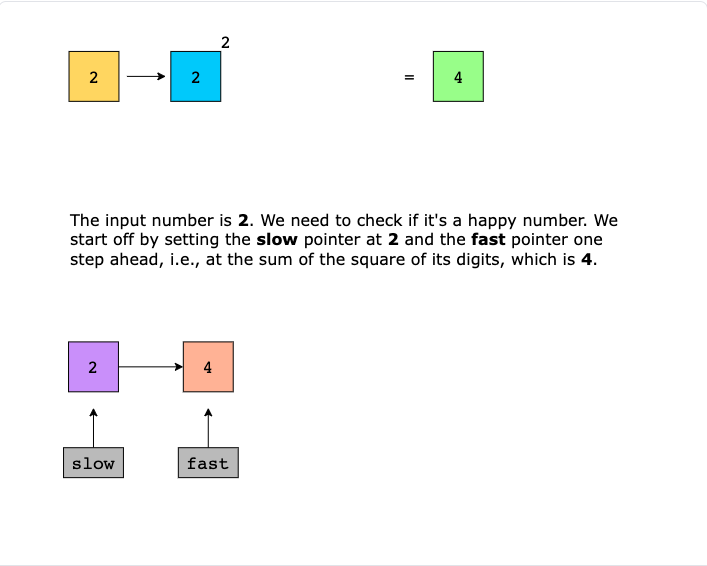 2
2 2 = 4
The input number is 2. We need to check if it's a happy number. We
start off by setting the slow pointer at 2 and the fast pointer one
step ahead, i.e., at the sum of the square of its digits, which is 4.
2 4
slow fast